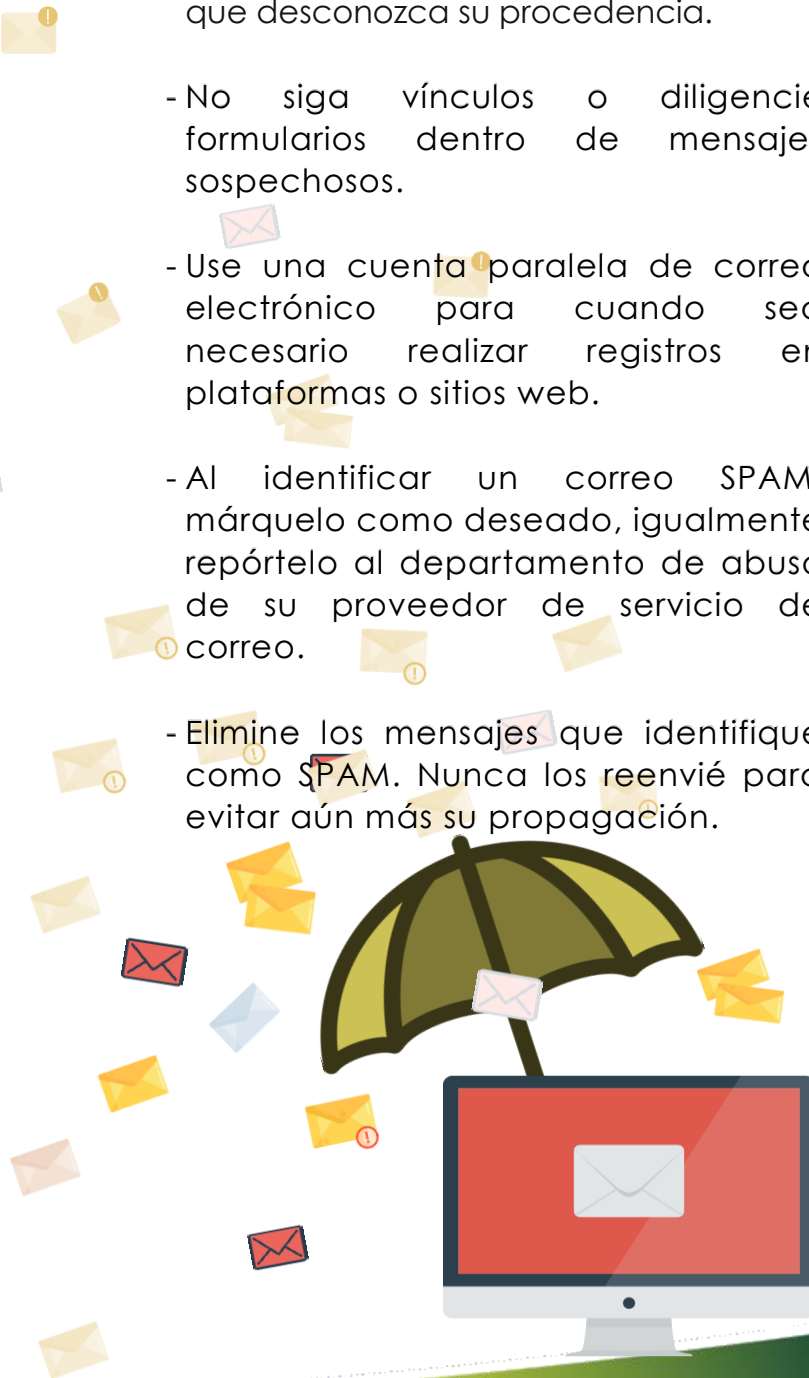 que desconozca su procedencia.
- No siga vínculos o diligencie
formularios dentro de mensaje
sospechosos.
- Use una cuenta paralela de correo
electrónico para cuando sea
necesario realizar registros en
plataformas o sitios web.
- Al identificar un correo SPAM
márquelo como deseado, igualmente
repórtelo al departamento de abuso
de su proveedor de servicio de
correo.
- Elimine los mensajes que identifique
como SPAM. Nunca los reenvié para
evitar aún más su propagación.